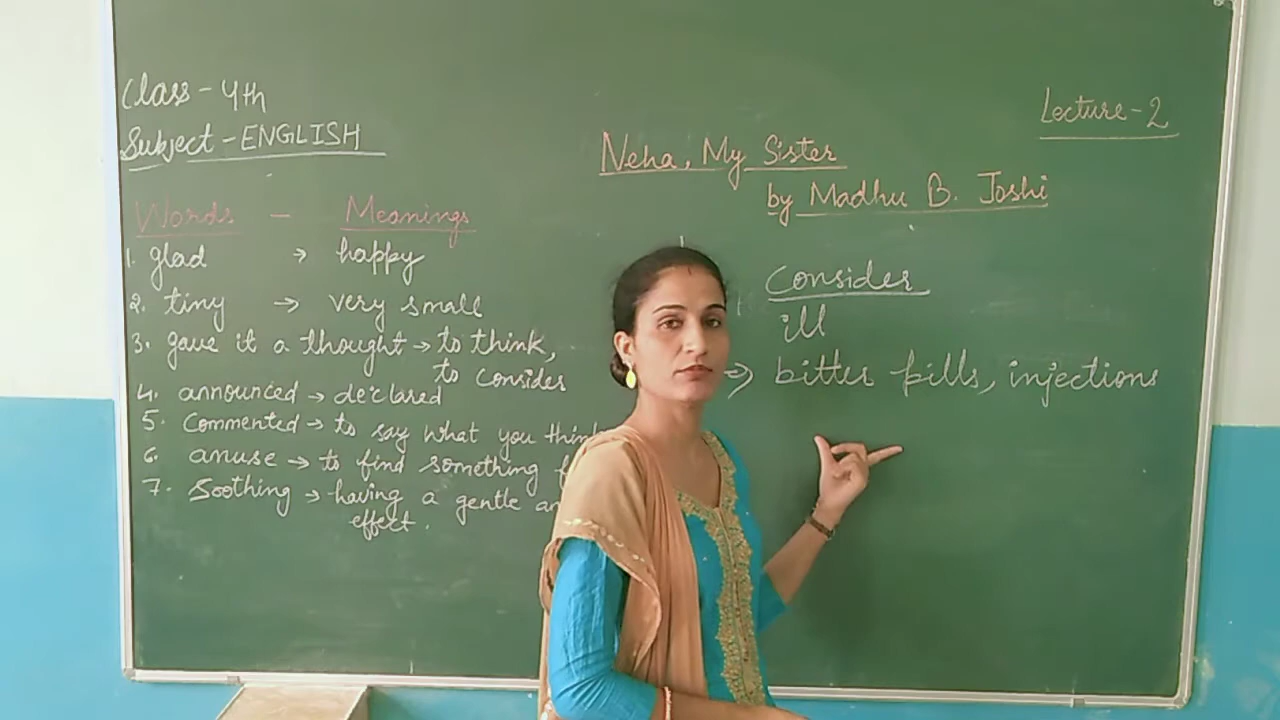 Class - 4th
Subject - ENGLISH
Lecture - 2
Neha, My Sister
by Madhu B. Joshi
Words - Meanings
1. glad → happy
2. tiny → very small
3. gave it a thought → to think,
to consider
4. announced → declared
5. Commented → to say what you think
6. amuse → to find something
7. Soothing → having a gentle an
effect.
Consider
ill
→ bitter pills, injections